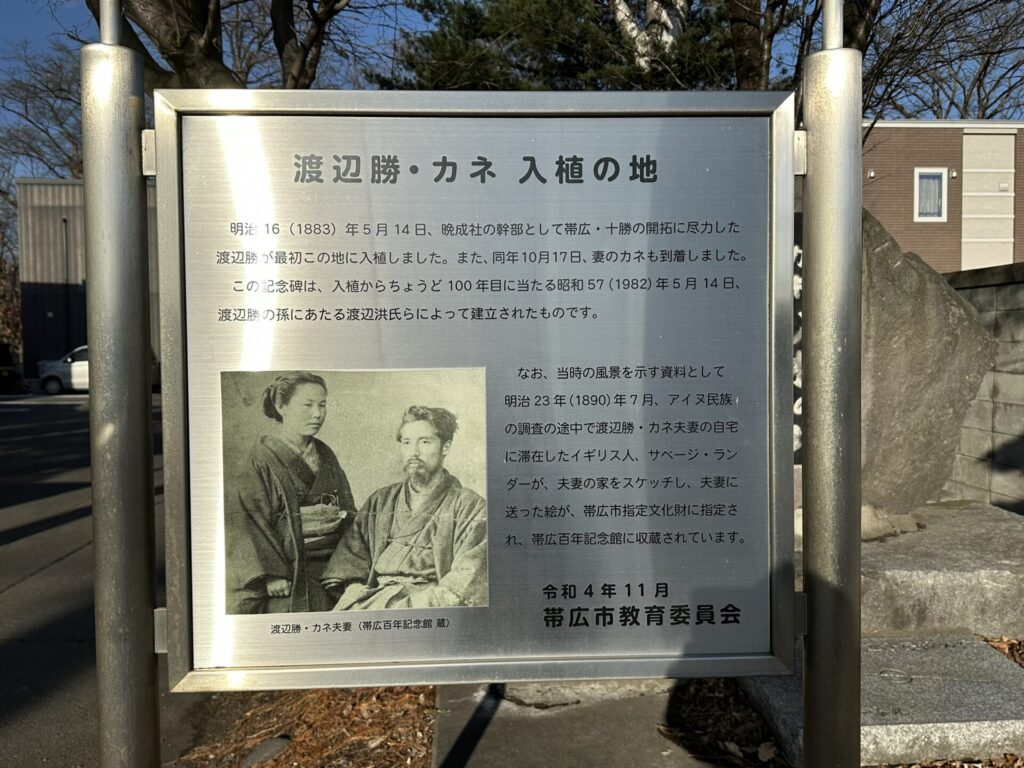 渡辺勝・カネ 入植の地
明治 16 (1883) 年 5 月 14 日、晩成社の幹部として帯広・十勝の開拓に尽力した
渡辺勝が最初この地に入植しました。また、同年10月17日、妻のカネも到着しました。
この記念碑は、入植からちょうど 100 年目に当たる昭和 57 (1982) 年 5 月 14 日、
渡辺勝の孫にあたる渡辺洪氏らによって建立されたものです。
なお、当時の風景を示す資料として
明治 23 年 (1890) 年 7 月、アイヌ民族
の調査の途中で渡辺勝・カネ夫妻の自宅
に滞在したイギリス人、サベージ・ラン
ダーが、夫妻の家をスケッチし、夫妻に
送った絵が、帯広市指定文化財に指定さ
れ、帯広百年記念館に収蔵されています。
渡辺勝・カネ夫妻（帯広百年記念館 蔵）
令和 4 年 11 月
帯広市教育委員会